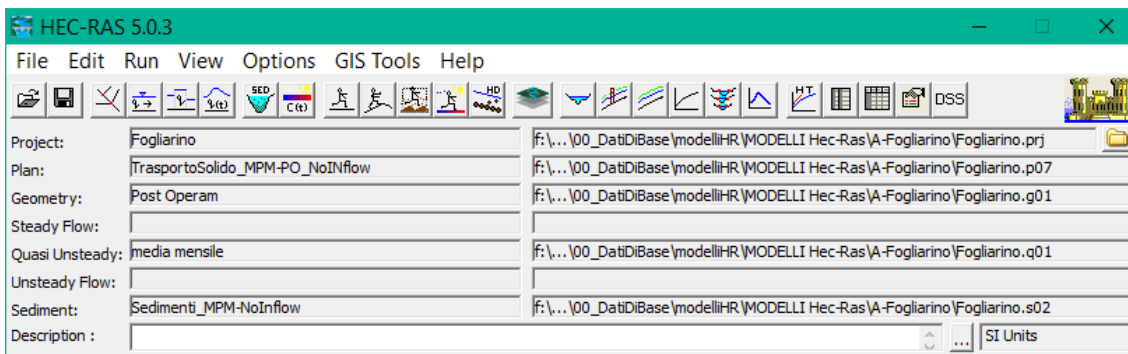 HEC-RAS 5.0.3
File Edit Run View Options GIS Tools Help
SED C(t) HD HT DSS
Project: Fogliarino f:\...\00_DatiDiBase\modelliHR\MODELLI Hec-Ras\A-Fogliarino\Fogliarino.prj
Plan: TrasportoSolido_MPM-PO_NoINflow f:\...\00_DatiDiBase\modelliHR\MODELLI Hec-Ras\A-Fogliarino\Fogliarino.p07
Geometry: Post Operam f:\...\00_DatiDiBase\modelliHR\MODELLI Hec-Ras\A-Fogliarino\Fogliarino.g01
Steady Flow:
Quasi Unsteady: media mensile f:\...\00_DatiDiBase\modelliHR\MODELLI Hec-Ras\A-Fogliarino\Fogliarino.q01
Unsteady Flow:
Sediment: Sedimenti_MPM-NoInflow f:\...\00_DatiDiBase\modelliHR\MODELLI Hec-Ras\A-Fogliarino\Fogliarino.s02
Description : ... SI Units